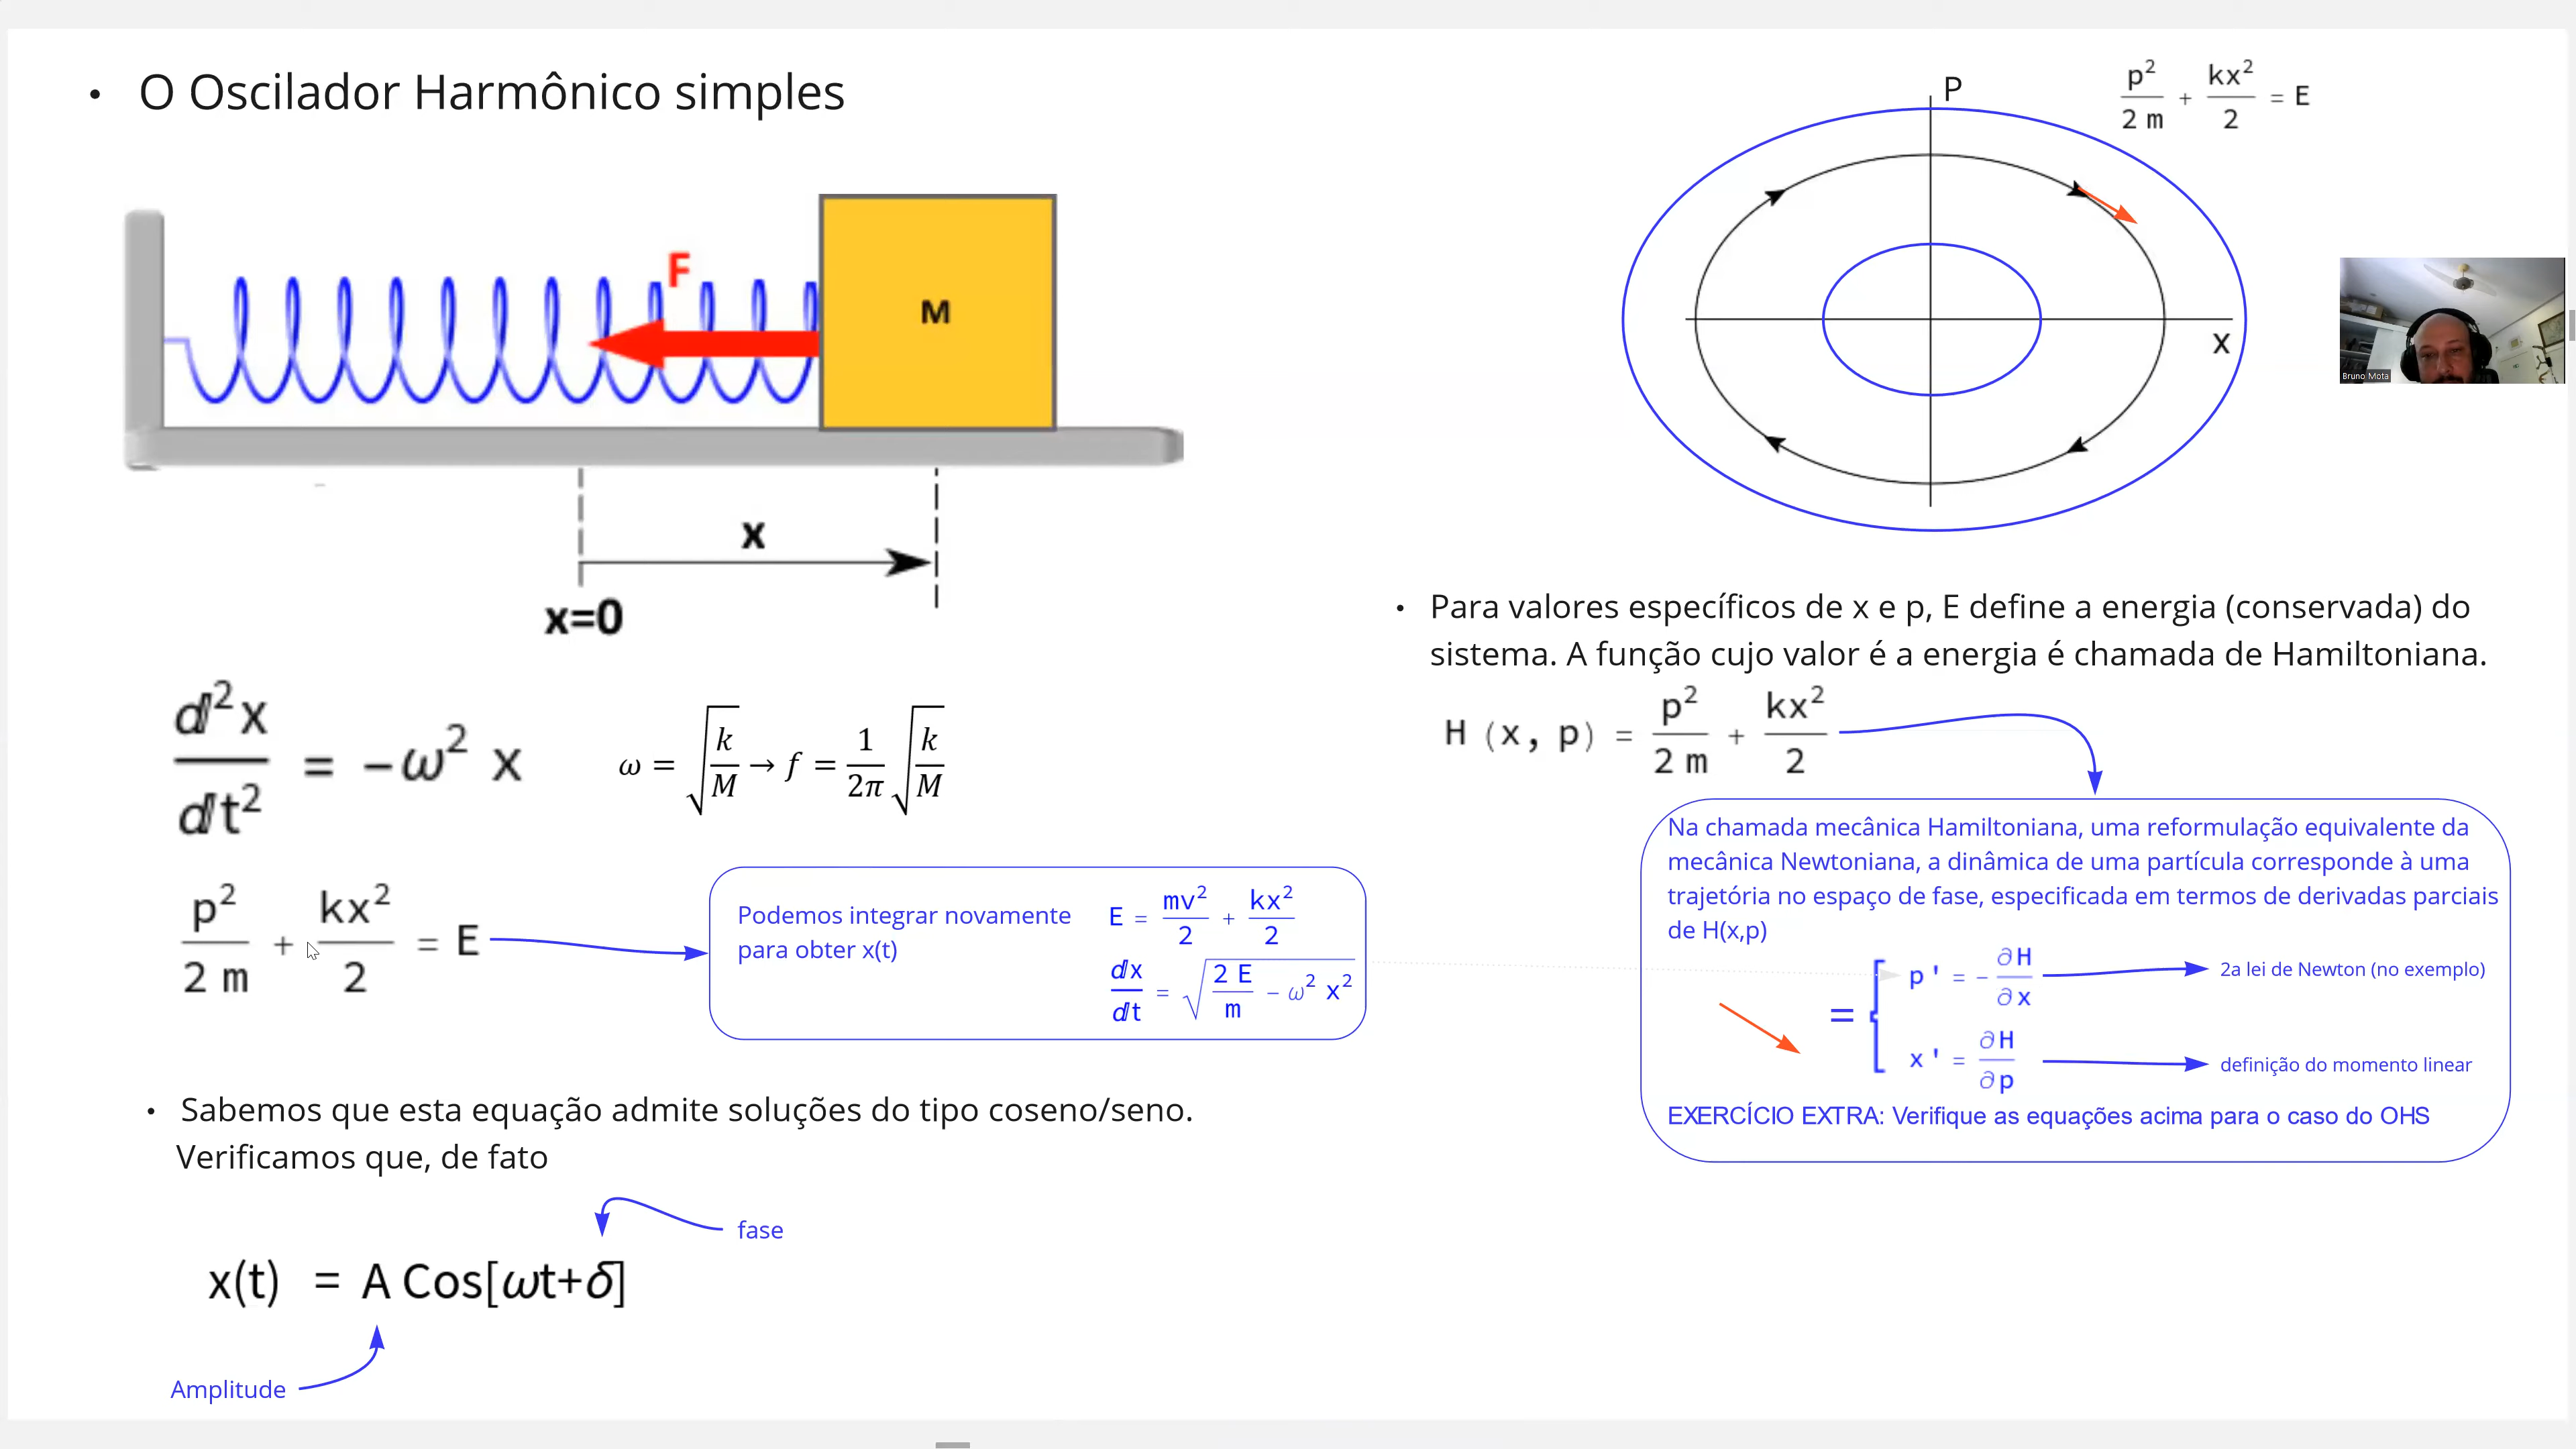 • O Oscilador Harmônico simples
F
M
x
x=0
d²x/dt² = -ω² x
ω = √(k/M) → f = 1/2π √(k/M)
p²/2 m + kx²/2 = E
Podemos integrar novamente
para obter x(t)
E = mv²/2 + kx²/2
dx/dt = √(2 E/m - ω² x²)
• Sabemos que esta equação admite soluções do tipo coseno/seno.
Verificamos que, de fato
fase
x(t) = A Cos[ωt+δ]
Amplitude
P
p²/2 m + kx²/2 = E
X
Bruno Mota
• Para valores específicos de x e p, E define a energia (conservada) do
sistema. A função cujo valor é a energia é chamada de Hamiltoniana.
H (x, p) = p²/2 m + kx²/2
Na chamada mecânica Hamiltoniana, uma reformulação equivalente da
mecânica Newtoniana, a dinâmica de uma partícula corresponde à uma
trajetória no espaço de fase, especificada em termos de derivadas parciais
de H(x,p)
= { p ' = - ∂H/∂x
2a lei de Newton (no exemplo)
x ' = ∂H/∂p
definição do momento linear
EXERCÍCIO EXTRA: Verifique as equações acima para o caso do OHS